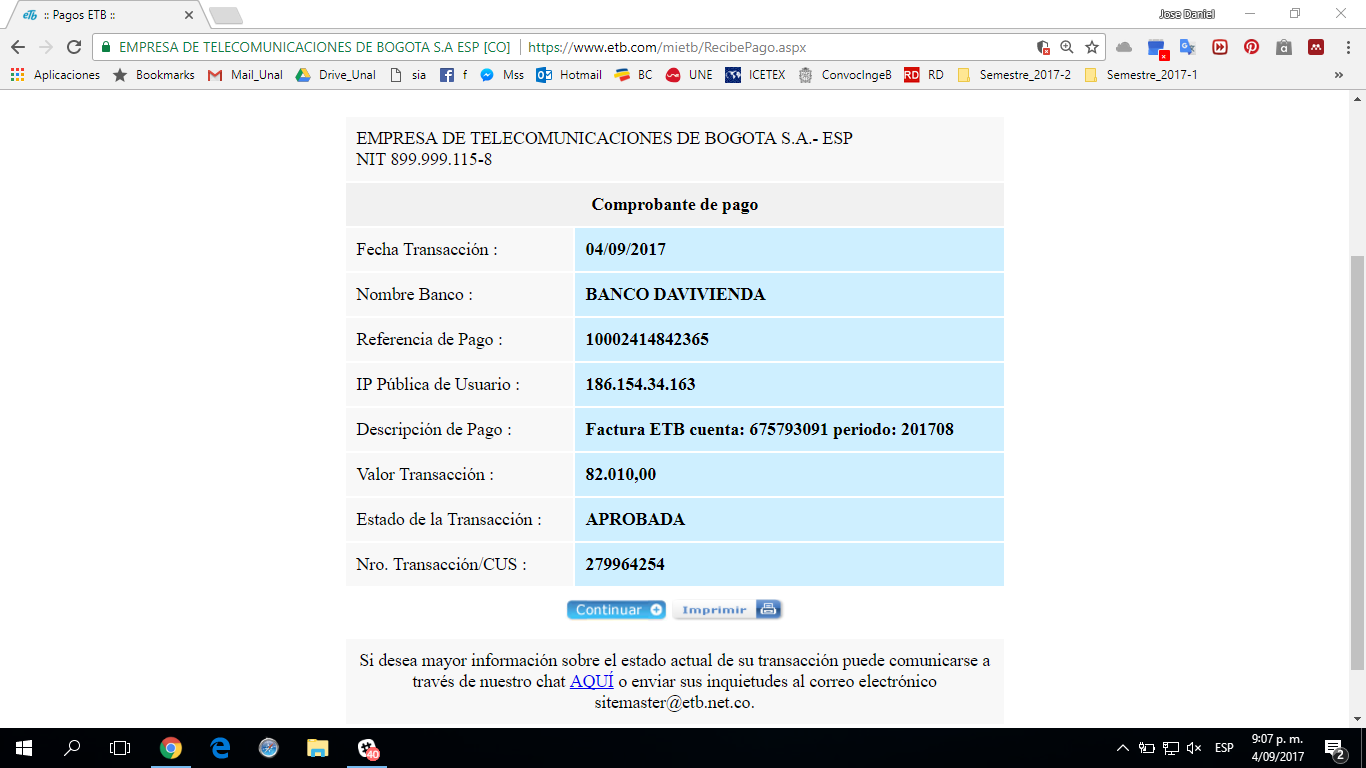 eTb :: Pagos ETB ::
Jose Daniel
EMPRESA DE TELECOMUNICACIONES DE BOGOTA S.A ESP [CO] | https://www.etb.com/mietb/RecibePago.aspx
Aplicaciones Bookmarks Mail_Unal Drive_Unal sia f Mss Hotmail BC UNE ICETEX ConvocIngeB RD RD Semestre_2017-2 Semestre_2017-1 »
EMPRESA DE TELECOMUNICACIONES DE BOGOTA S.A.- ESP
NIT 899.999.115-8
Comprobante de pago
Fecha Transacción : 04/09/2017
Nombre Banco : BANCO DAVIVIENDA
Referencia de Pago : 10002414842365
IP Pública de Usuario : 186.154.34.163
Descripción de Pago : Factura ETB cuenta: 675793091 periodo: 201708
Valor Transacción : 82.010,00
Estado de la Transacción : APROBADA
Nro. Transacción/CUS : 279964254
Continuar Imprimir
Si desea mayor información sobre el estado actual de su transacción puede comunicarse a
través de nuestro chat AQUÍ o enviar sus inquietudes al correo electrónico
sitemaster@etb.net.co.
40
ESP
9:07 p. m.
4/09/2017
2